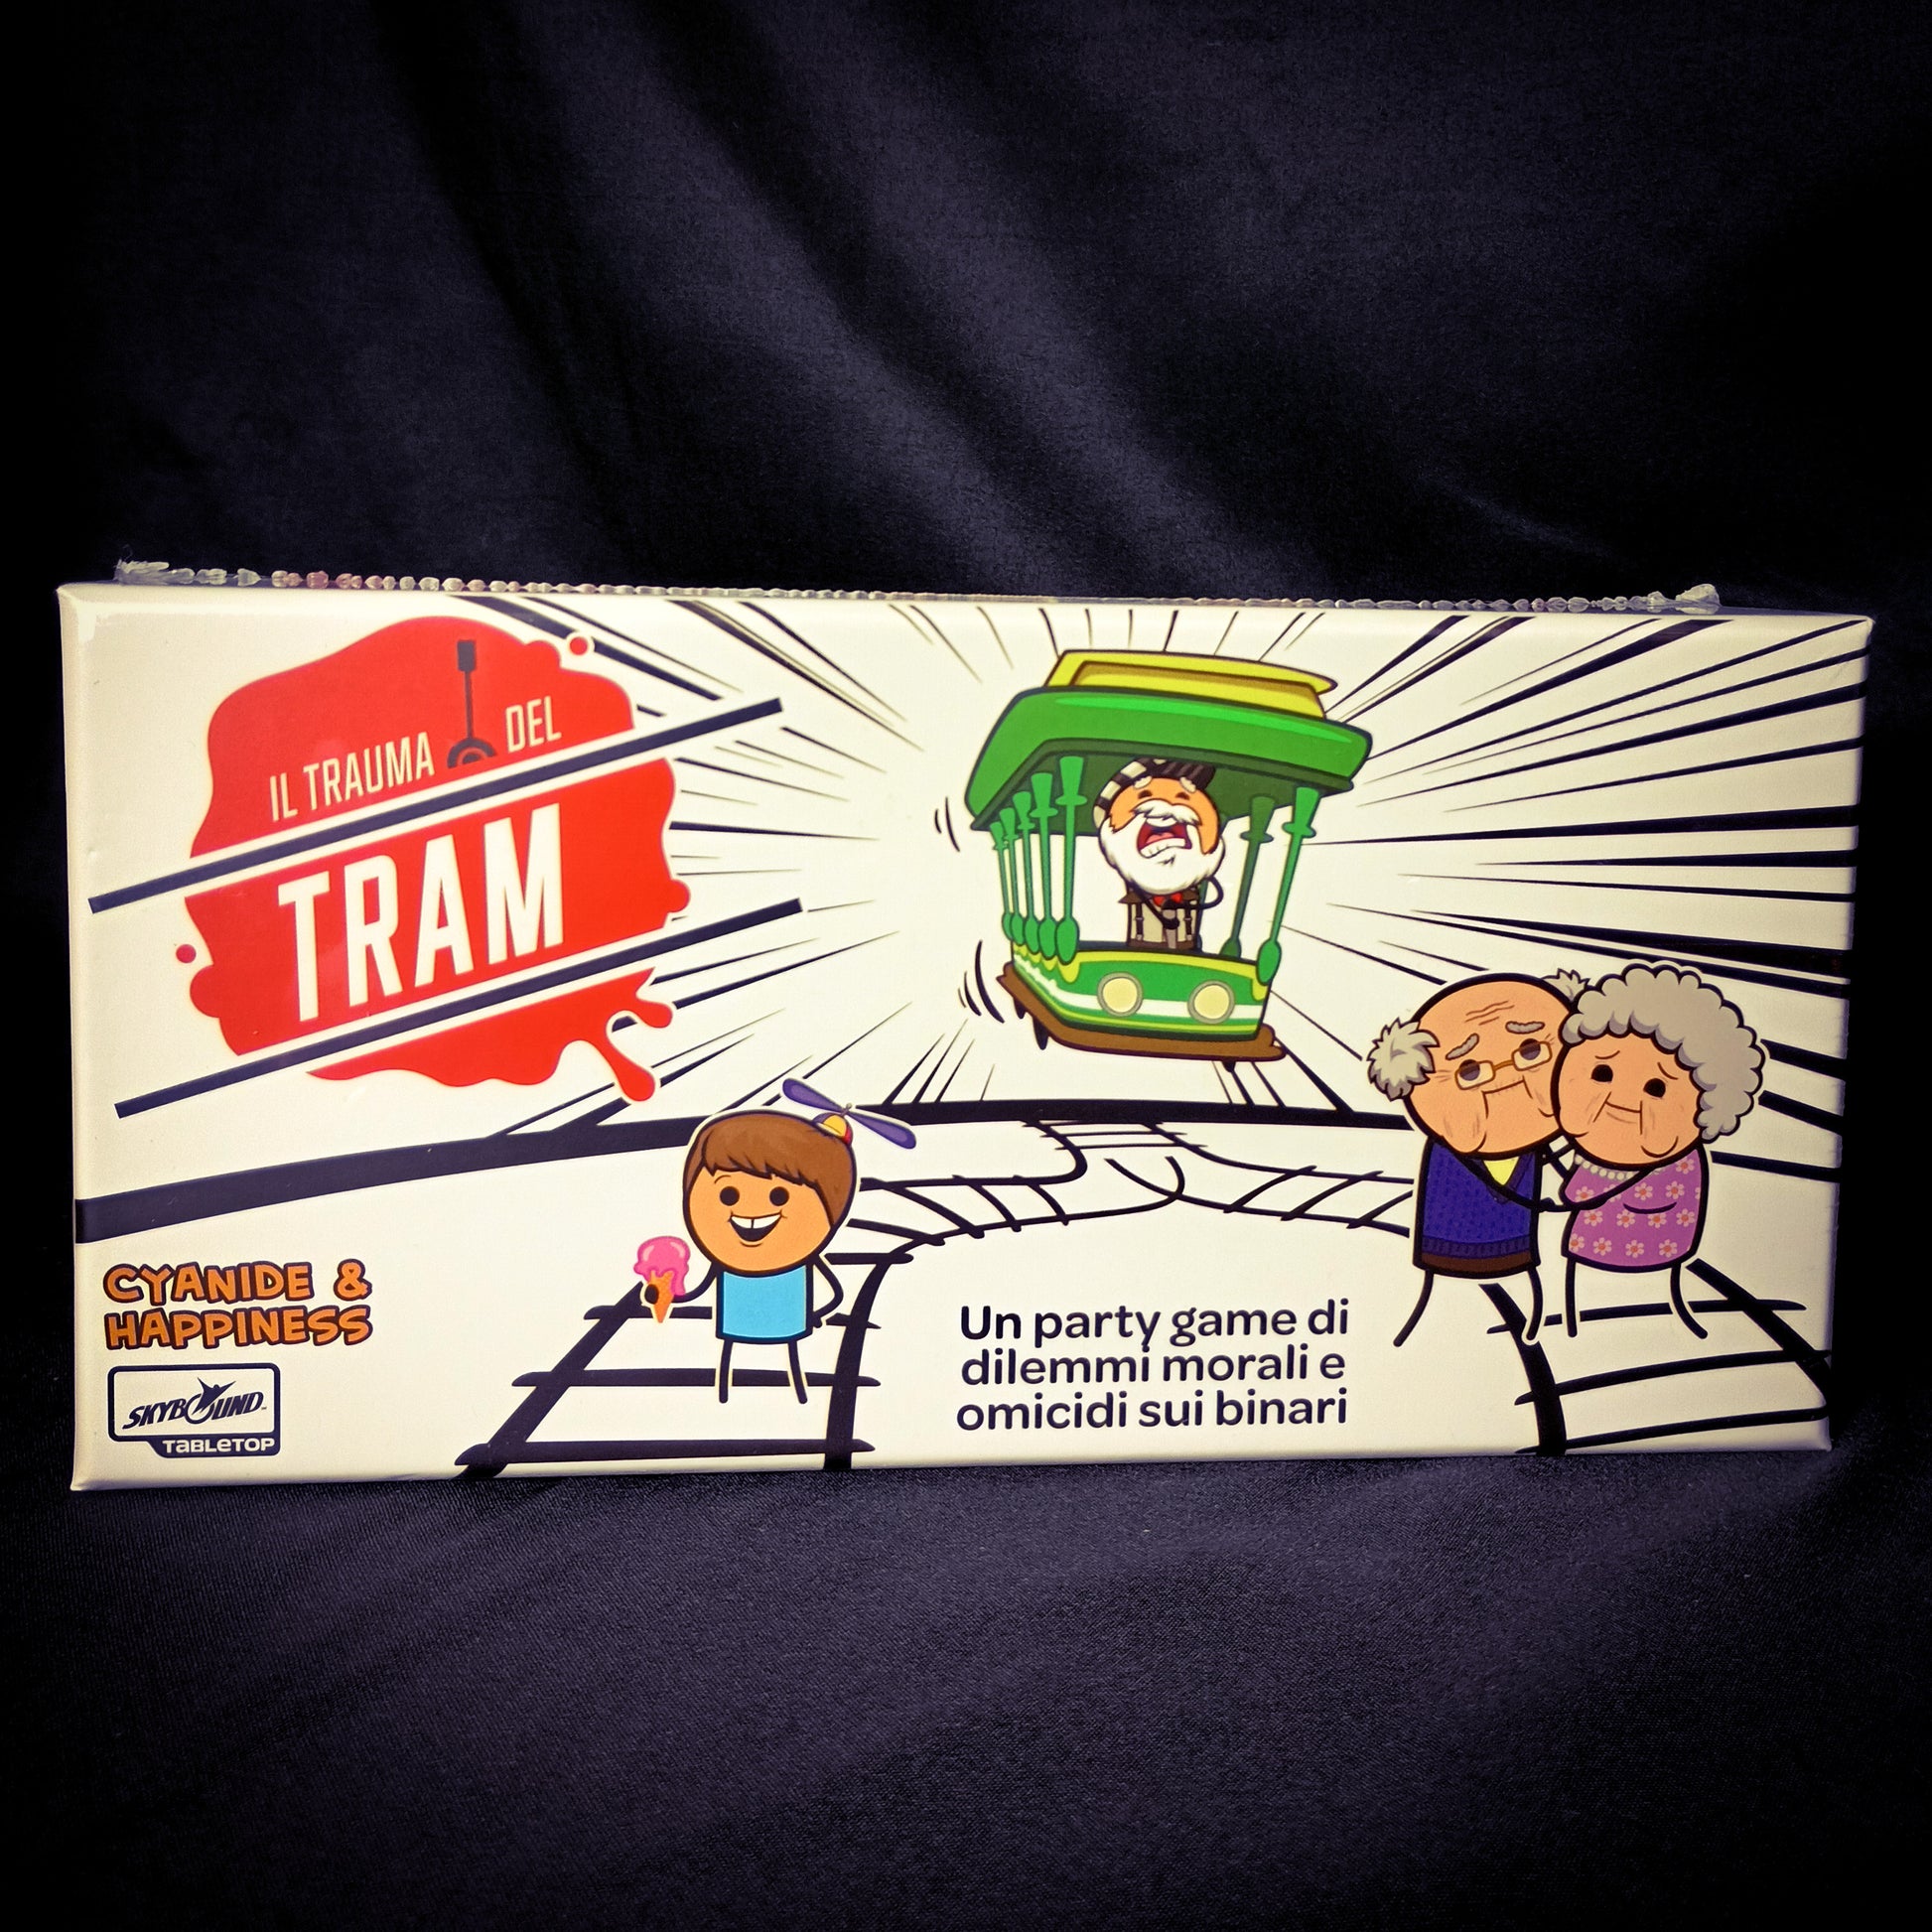 IL TRAUMA DEL
TRAM
CYANIDE &
HAPPINESS
SKYBOUND
TABLETOP
Un party game di
dilemmi morali e
omicidi sui binari